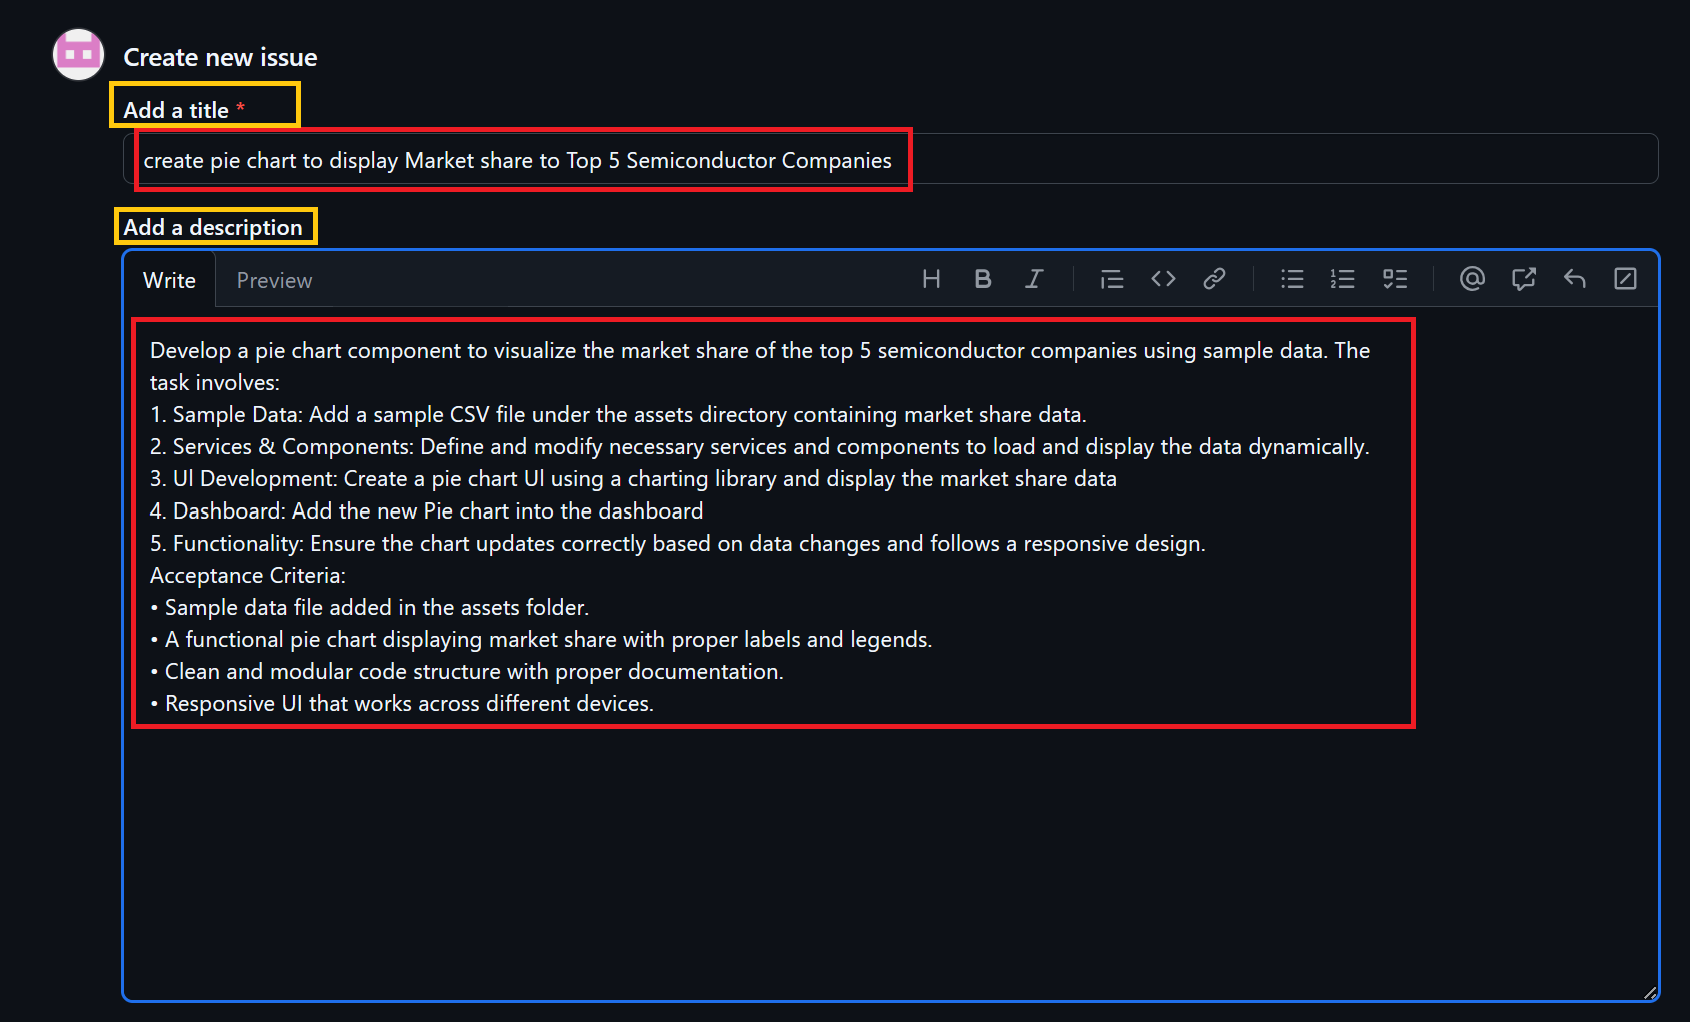 Create new issue
Add a title *
create pie chart to display Market share to Top 5 Semiconductor Companies
Add a description
Write Preview
Develop a pie chart component to visualize the market share of the top 5 semiconductor companies using sample data. The
task involves:
1. Sample Data: Add a sample CSV file under the assets directory containing market share data.
2. Services & Components: Define and modify necessary services and components to load and display the data dynamically.
3. Ul Development: Create a pie chart Ul using a charting library and display the market share data
4. Dashboard: Add the new Pie chart into the dashboard
5. Functionality: Ensure the chart updates correctly based on data changes and follows a responsive design.
Acceptance Criteria:
• Sample data file added in the assets folder.
• A functional pie chart displaying market share with proper labels and legends.
• Clean and modular code structure with proper documentation.
• Responsive UI that works across different devices.